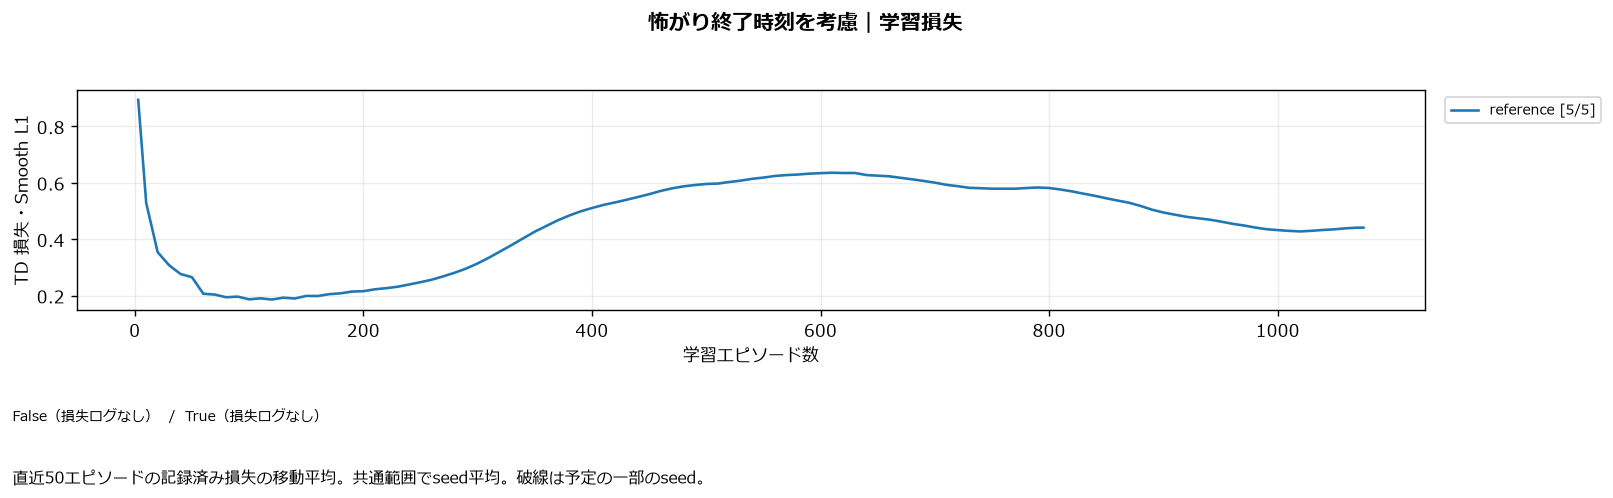 怖がり終了時刻を考慮｜学習損失
reference [5/5]
TD 損失・Smooth L1
0.8
0.6
0.4
0.2
0 200 400 600 800 1000
学習エピソード数
False（損失ログなし） / True（損失ログなし）
直近50エピソードの記録済み損失の移動平均。共通範囲でseed平均。破線は予定の一部のseed。